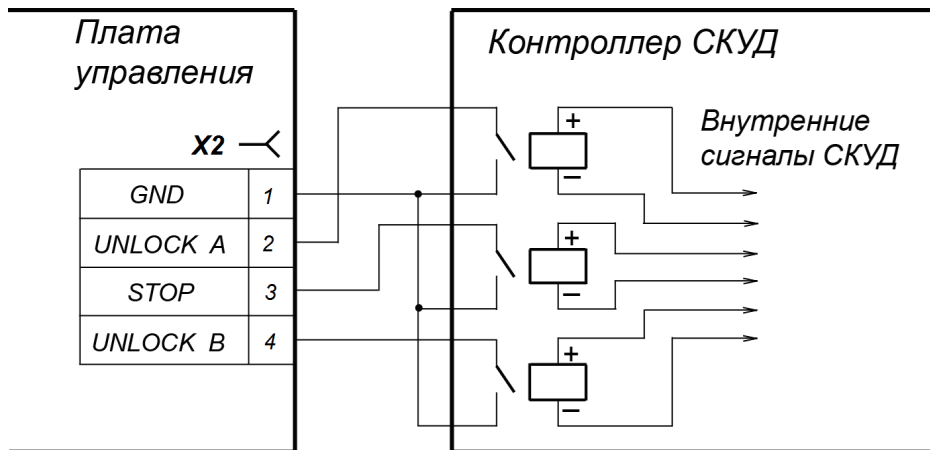 Плата
управления
Контроллер СКУД
X2
GND 1
UNLOCK A 2
STOP 3
UNLOCK B 4
+
−
+
−
+
−
Внутренние
сигналы СКУД